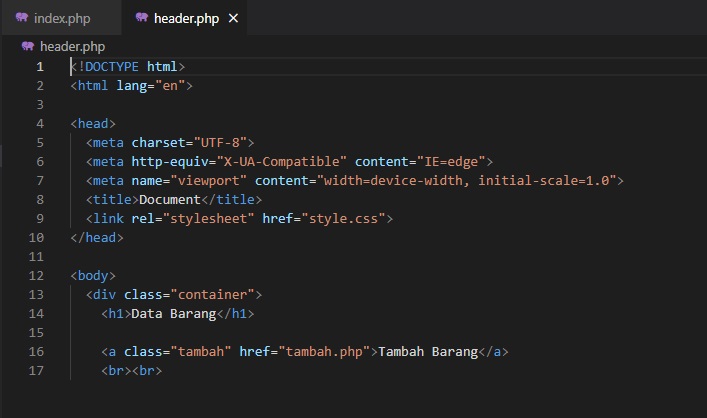 index.php
header.php
header.php
1 <!DOCTYPE html>
2 <html lang="en">
3
4 <head>
5 <meta charset="UTF-8">
6 <meta http-equiv="X-UA-Compatible" content="IE=edge">
7 <meta name="viewport" content="width=device-width, initial-scale=1.0">
8 <title>Document</title>
9 <link rel="stylesheet" href="style.css">
10 </head>
11
12 <body>
13 <div class="container">
14 <h1>Data Barang</h1>
15
16 <a class="tambah" href="tambah.php">Tambah Barang</a>
17 <br><br>